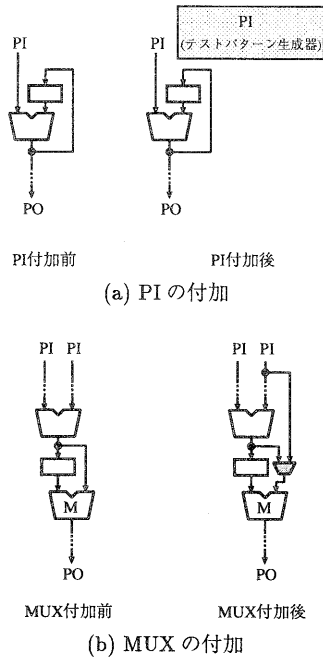 PI
PI
PI
(テストパターン生成器)
PO
PO
PI付加前
PI付加後
(a) PI の付加
PI PI
PI PI
M
M
PO
PO
MUX付加前
MUX付加後
(b) MUX の付加